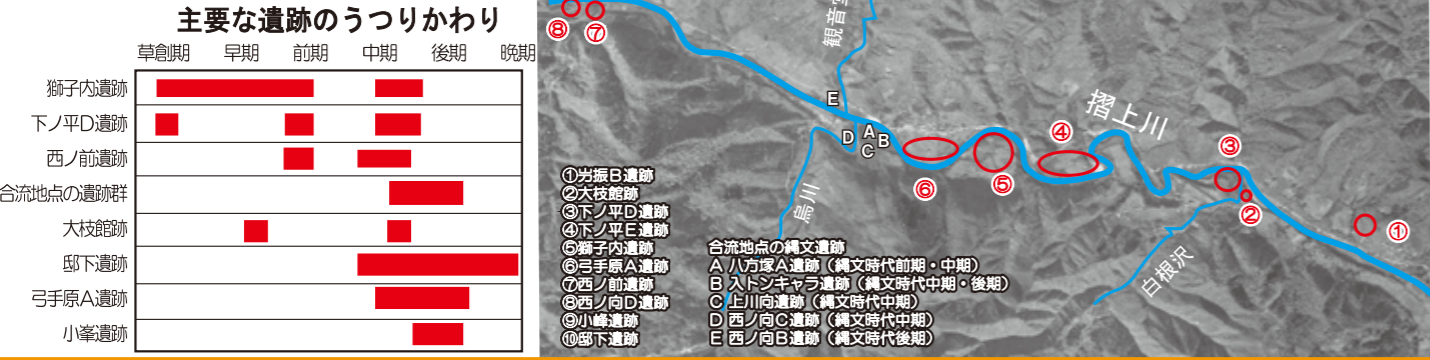 主要な遺跡のうつりかわり
草創期 早期 前期 中期 後期 晩期
獅子内遺跡
下ノ平D遺跡
西ノ前遺跡
合流地点の遺跡群
大枝館跡
邸下遺跡
弓手原A遺跡
小峯遺跡
⑧ ⑦
E
D A B
C
摺上川
烏川
白根沢
⑥ ⑤ ④ ③ ② ①
①岩振B遺跡
②大枝館跡
③下ノ平D遺跡
④下ノ平E遺跡
⑤獅子内遺跡
⑥弓手原A遺跡
⑦西ノ前遺跡
⑧西ノ向D遺跡
⑨小峰遺跡
⑩邸下遺跡
合流地点の縄文遺跡
A 八方塚A遺跡（縄文時代前期・中期）
B 入トンキャラ遺跡（縄文時代中期・後期）
C 上川向遺跡（縄文時代中期）
D 西ノ向C遺跡（縄文時代中期）
E 西ノ向B遺跡（縄文時代後期）